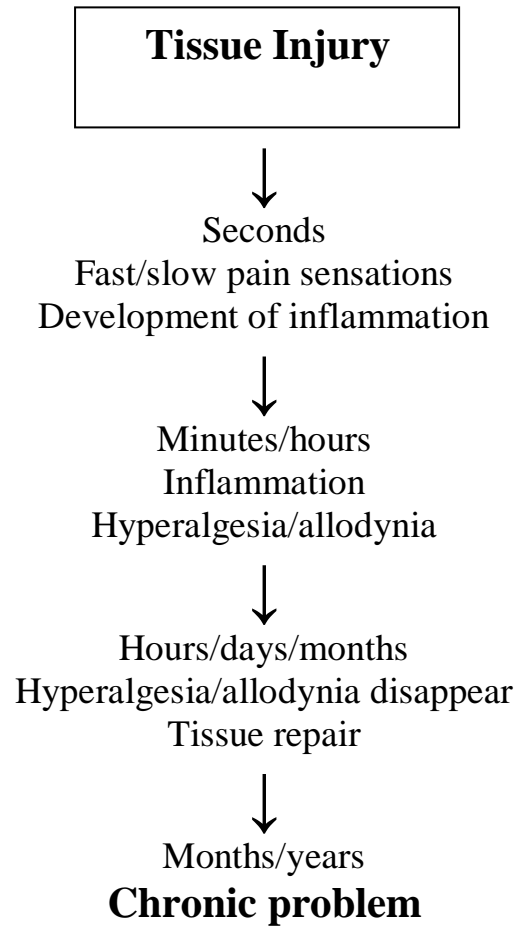 Tissue Injury
Seconds
Fast/slow pain sensations
Development of inflammation
Minutes/hours
Inflammation
Hyperalgesia/allodynia
Hours/days/months
Hyperalgesia/allodynia disappear
Tissue repair
Months/years
Chronic problem